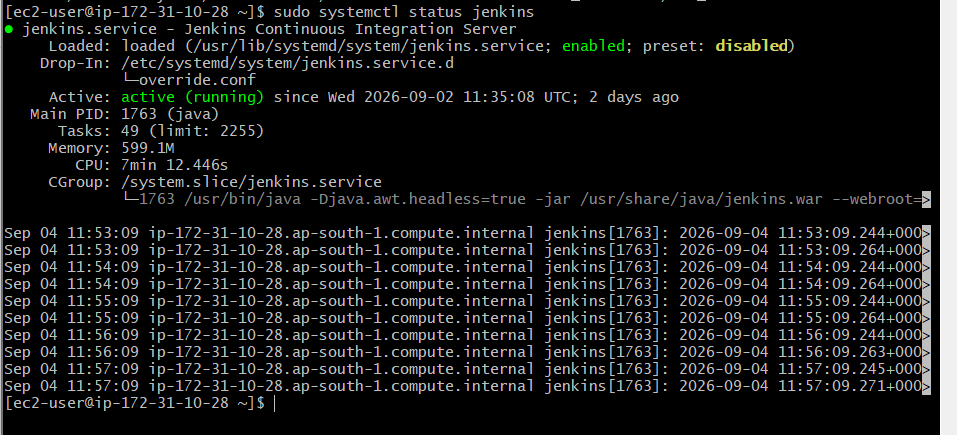 [ec2-user@ip-172-31-10-28 ~]$ sudo systemctl status jenkins
● jenkins.service - Jenkins Continuous Integration Server
     Loaded: loaded (/usr/lib/systemd/system/jenkins.service; enabled; preset: disabled)
    Drop-In: /etc/systemd/system/jenkins.service.d
             └─override.conf
     Active: active (running) since Wed 2026-09-02 11:35:08 UTC; 2 days ago
   Main PID: 1763 (java)
      Tasks: 49 (limit: 2255)
     Memory: 599.1M
        CPU: 7min 12.446s
     CGroup: /system.slice/jenkins.service
             └─1763 /usr/bin/java -Djava.awt.headless=true -jar /usr/share/java/jenkins.war --webroot=>

Sep 04 11:53:09 ip-172-31-10-28.ap-south-1.compute.internal jenkins[1763]: 2026-09-04 11:53:09.244+000>
Sep 04 11:53:09 ip-172-31-10-28.ap-south-1.compute.internal jenkins[1763]: 2026-09-04 11:53:09.264+000>
Sep 04 11:54:09 ip-172-31-10-28.ap-south-1.compute.internal jenkins[1763]: 2026-09-04 11:54:09.244+000>
Sep 04 11:54:09 ip-172-31-10-28.ap-south-1.compute.internal jenkins[1763]: 2026-09-04 11:54:09.264+000>
Sep 04 11:55:09 ip-172-31-10-28.ap-south-1.compute.internal jenkins[1763]: 2026-09-04 11:55:09.244+000>
Sep 04 11:55:09 ip-172-31-10-28.ap-south-1.compute.internal jenkins[1763]: 2026-09-04 11:55:09.264+000>
Sep 04 11:56:09 ip-172-31-10-28.ap-south-1.compute.internal jenkins[1763]: 2026-09-04 11:56:09.244+000>
Sep 04 11:56:09 ip-172-31-10-28.ap-south-1.compute.internal jenkins[1763]: 2026-09-04 11:56:09.263+000>
Sep 04 11:57:09 ip-172-31-10-28.ap-south-1.compute.internal jenkins[1763]: 2026-09-04 11:57:09.245+000>
Sep 04 11:57:09 ip-172-31-10-28.ap-south-1.compute.internal jenkins[1763]: 2026-09-04 11:57:09.271+000>
[ec2-user@ip-172-31-10-28 ~]$